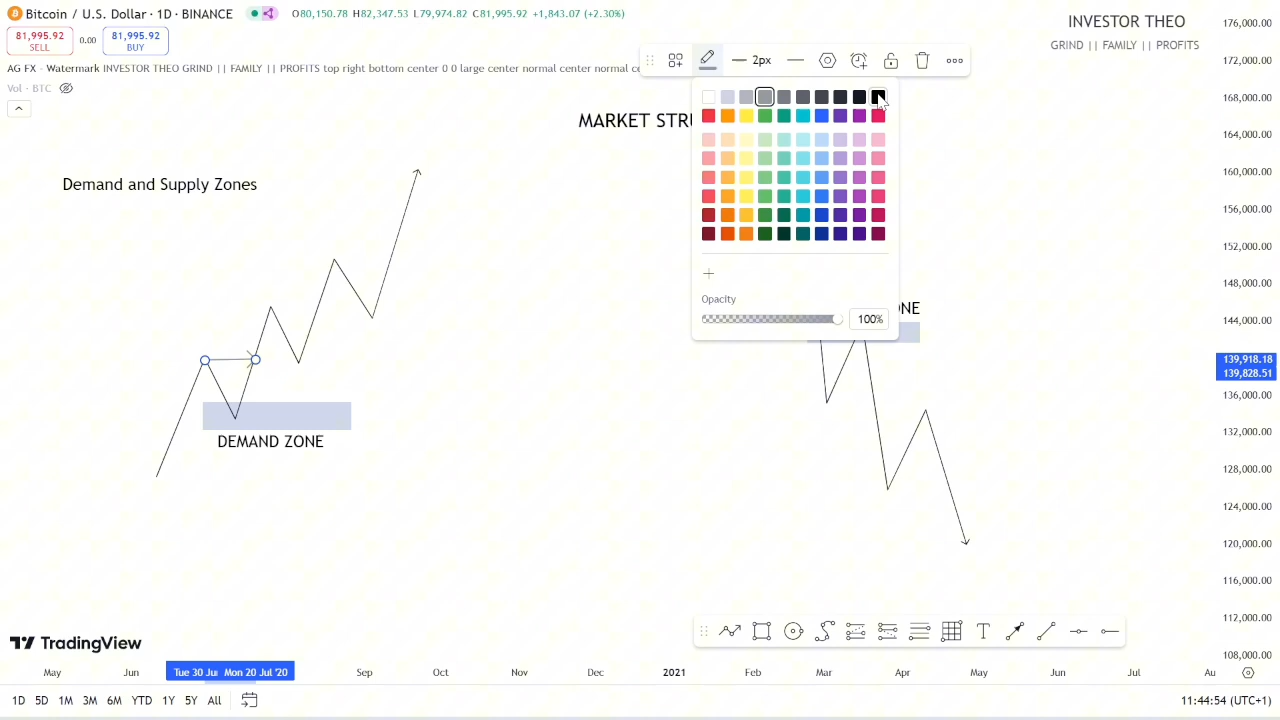 Bitcoin / U.S. Dollar · 1D · BINANCE
O80,150.78 H82,347.53 L79,974.82 C81,995.92 +1,843.07 (+2.30%)
81,995.92
SELL
0.00
81,995.92
BUY
INVESTOR THEO
GRIND || FAMILY || PROFITS
2px
AG FX - Watermark INVESTOR THEO GRIND || FAMILY || PROFITS top right bottom center 0 0 large center normal center normal
Vol · BTC
MARKET
Demand and Supply Zones
DEMAND ZONE
Opacity
100%
176,000.00
172,000.00
168,000.00
164,000.00
160,000.00
156,000.00
152,000.00
148,000.00
144,000.00
139,918.18
139,828.51
136,000.00
132,000.00
128,000.00
124,000.00
120,000.00
116,000.00
112,000.00
108,000.00
TradingView
May
Jun
Tue 30
Mon 20 Jul '20
Sep
Oct
Nov
Dec
2021
Feb
Mar
Apr
May
Jun
Jul
1D 5D 1M 3M 6M YTD 1Y 5Y All
11:44:54 (UTC+1)